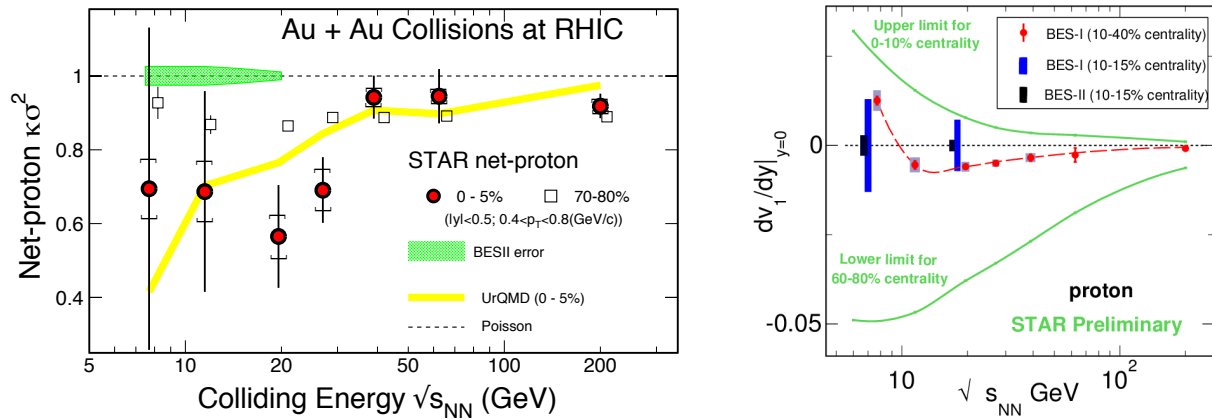 Au + Au Collisions at RHIC
Net-proton κσ²
1
0.8
0.6
0.4
STAR net-proton
0 - 5%
70-80%
(|y|<0.5; 0.4<p_T<0.8(GeV/c))
BESII error
UrQMD (0 - 5%)
Poisson
5
10
20
50
100
200
Colliding Energy √s_NN (GeV)
Upper limit for
0-10% centrality
BES-I (10-40% centrality)
BES-I (10-15% centrality)
BES-II (10-15% centrality)
dv₁/dy|_y=0
0
-0.05
Lower limit for
60-80% centrality
proton
STAR Preliminary
10
10²
√ s_NN GeV